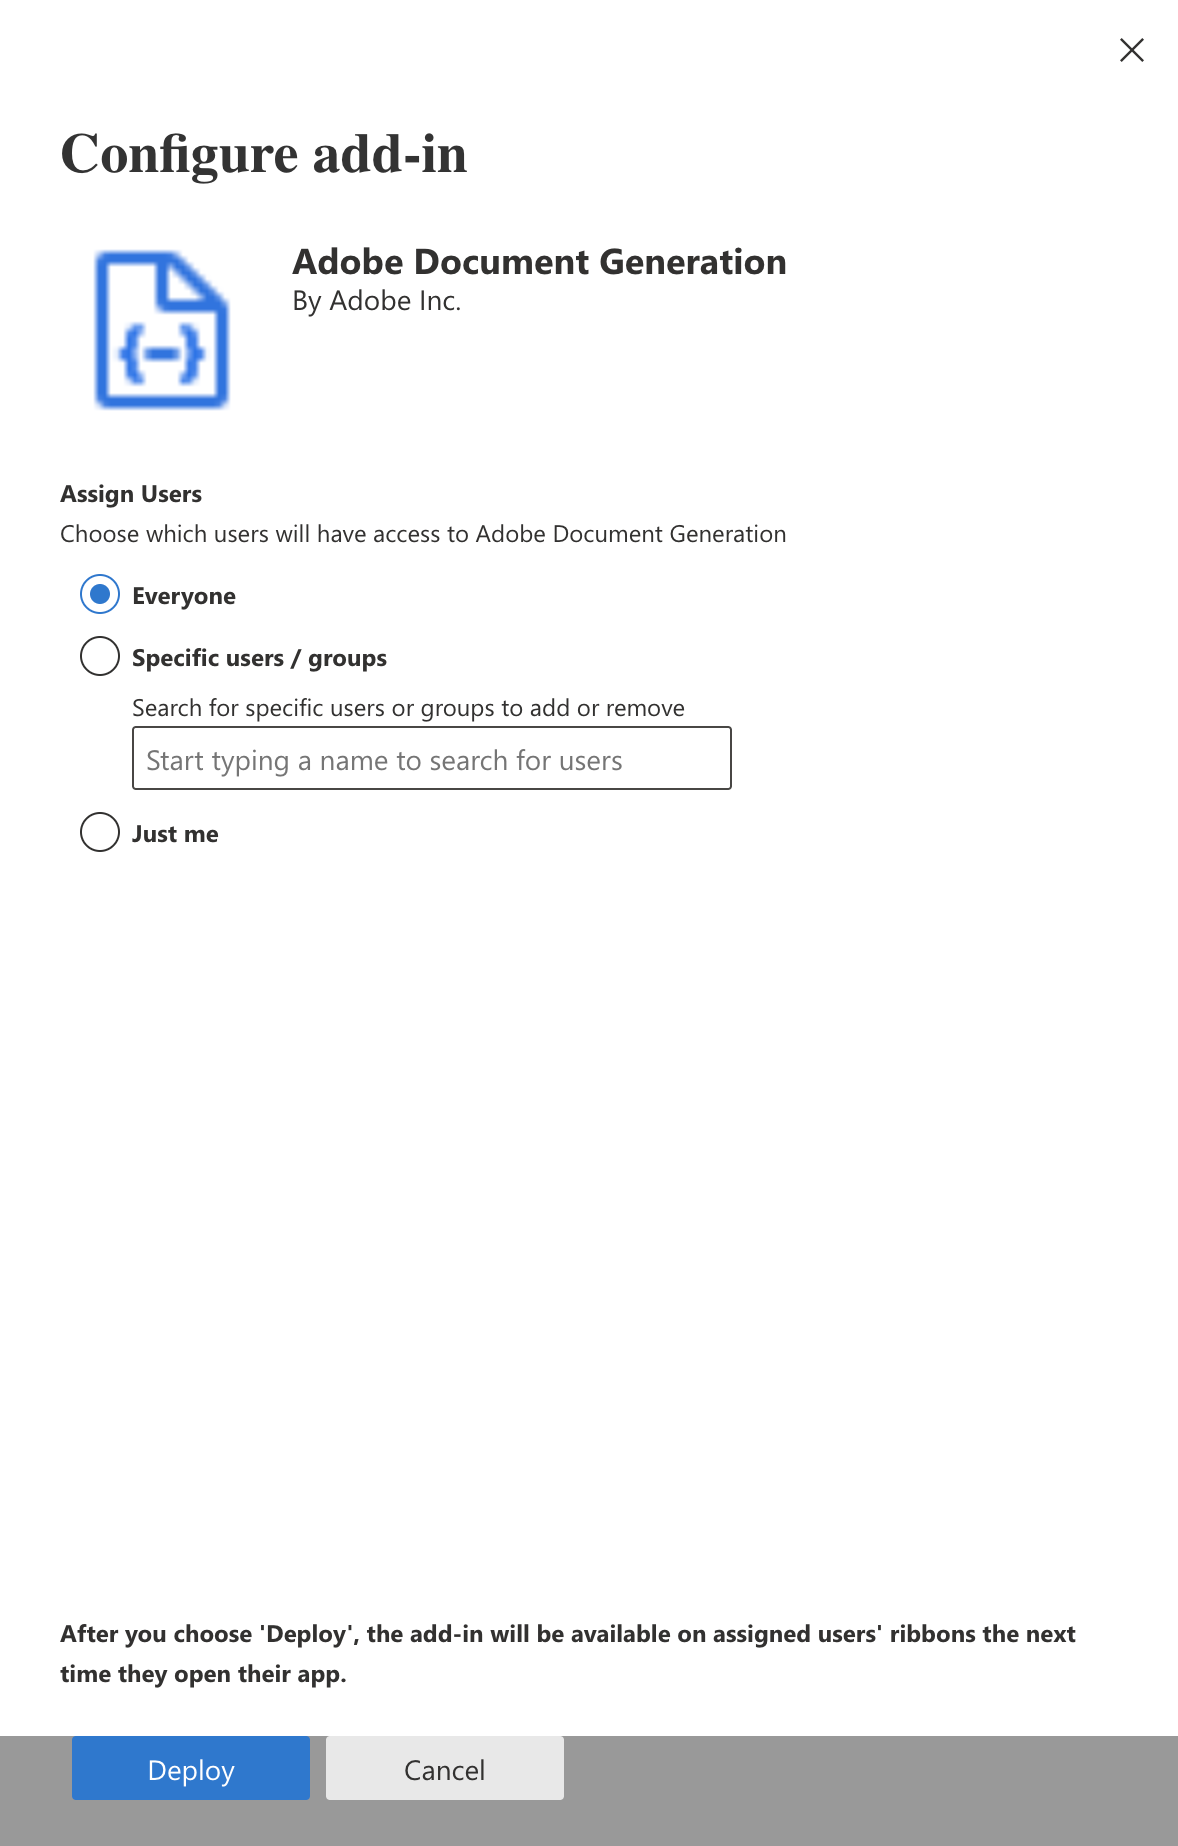 Configure add-in
Adobe Document Generation
By Adobe Inc.
Assign Users
Choose which users will have access to Adobe Document Generation
Everyone
Specific users / groups
Search for specific users or groups to add or remove
Start typing a name to search for users
Just me
After you choose 'Deploy', the add-in will be available on assigned users' ribbons the next
time they open their app.
Deploy
Cancel